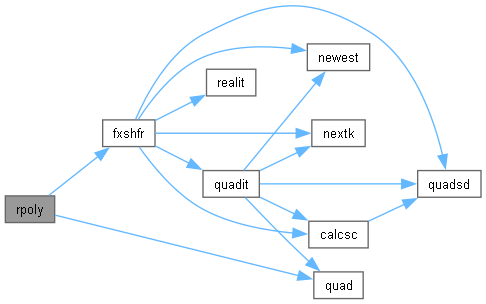 newest
realit
fxshfr
nextk
quadit
quadsd
rpoly
calcsc
quad